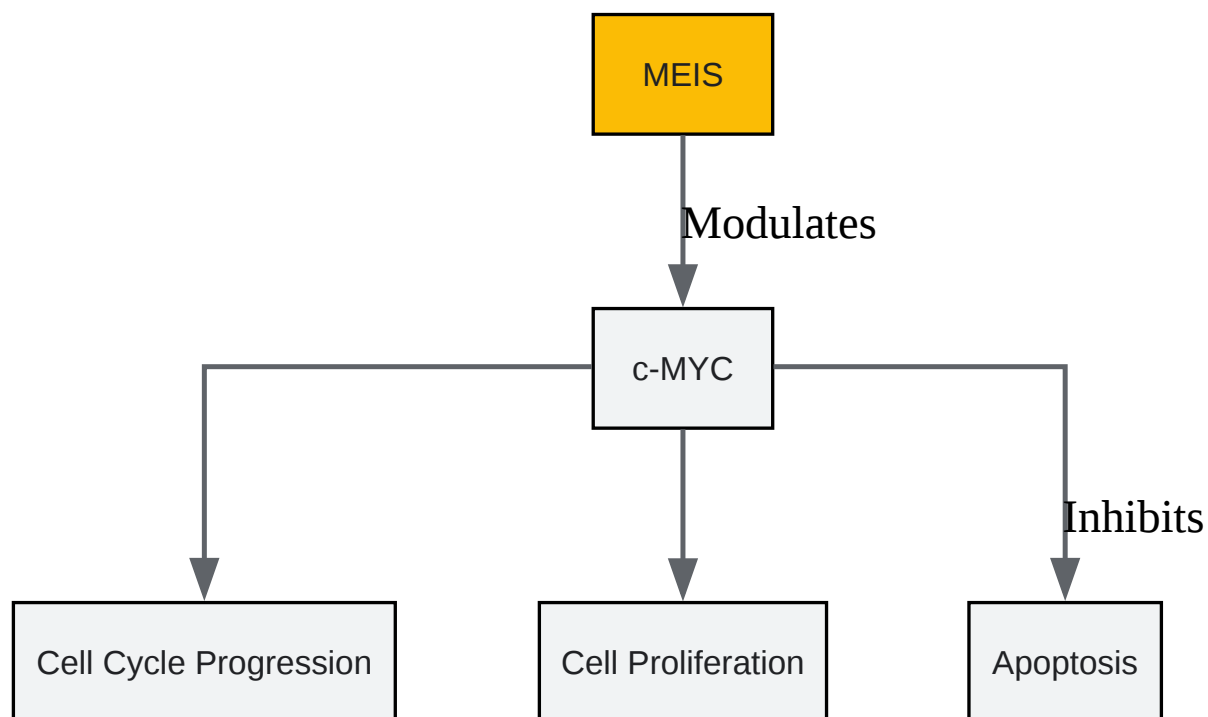 MEIS
Modulates
c-MYC
Inhibits
Cell Cycle Progression
Cell Proliferation
Apoptosis